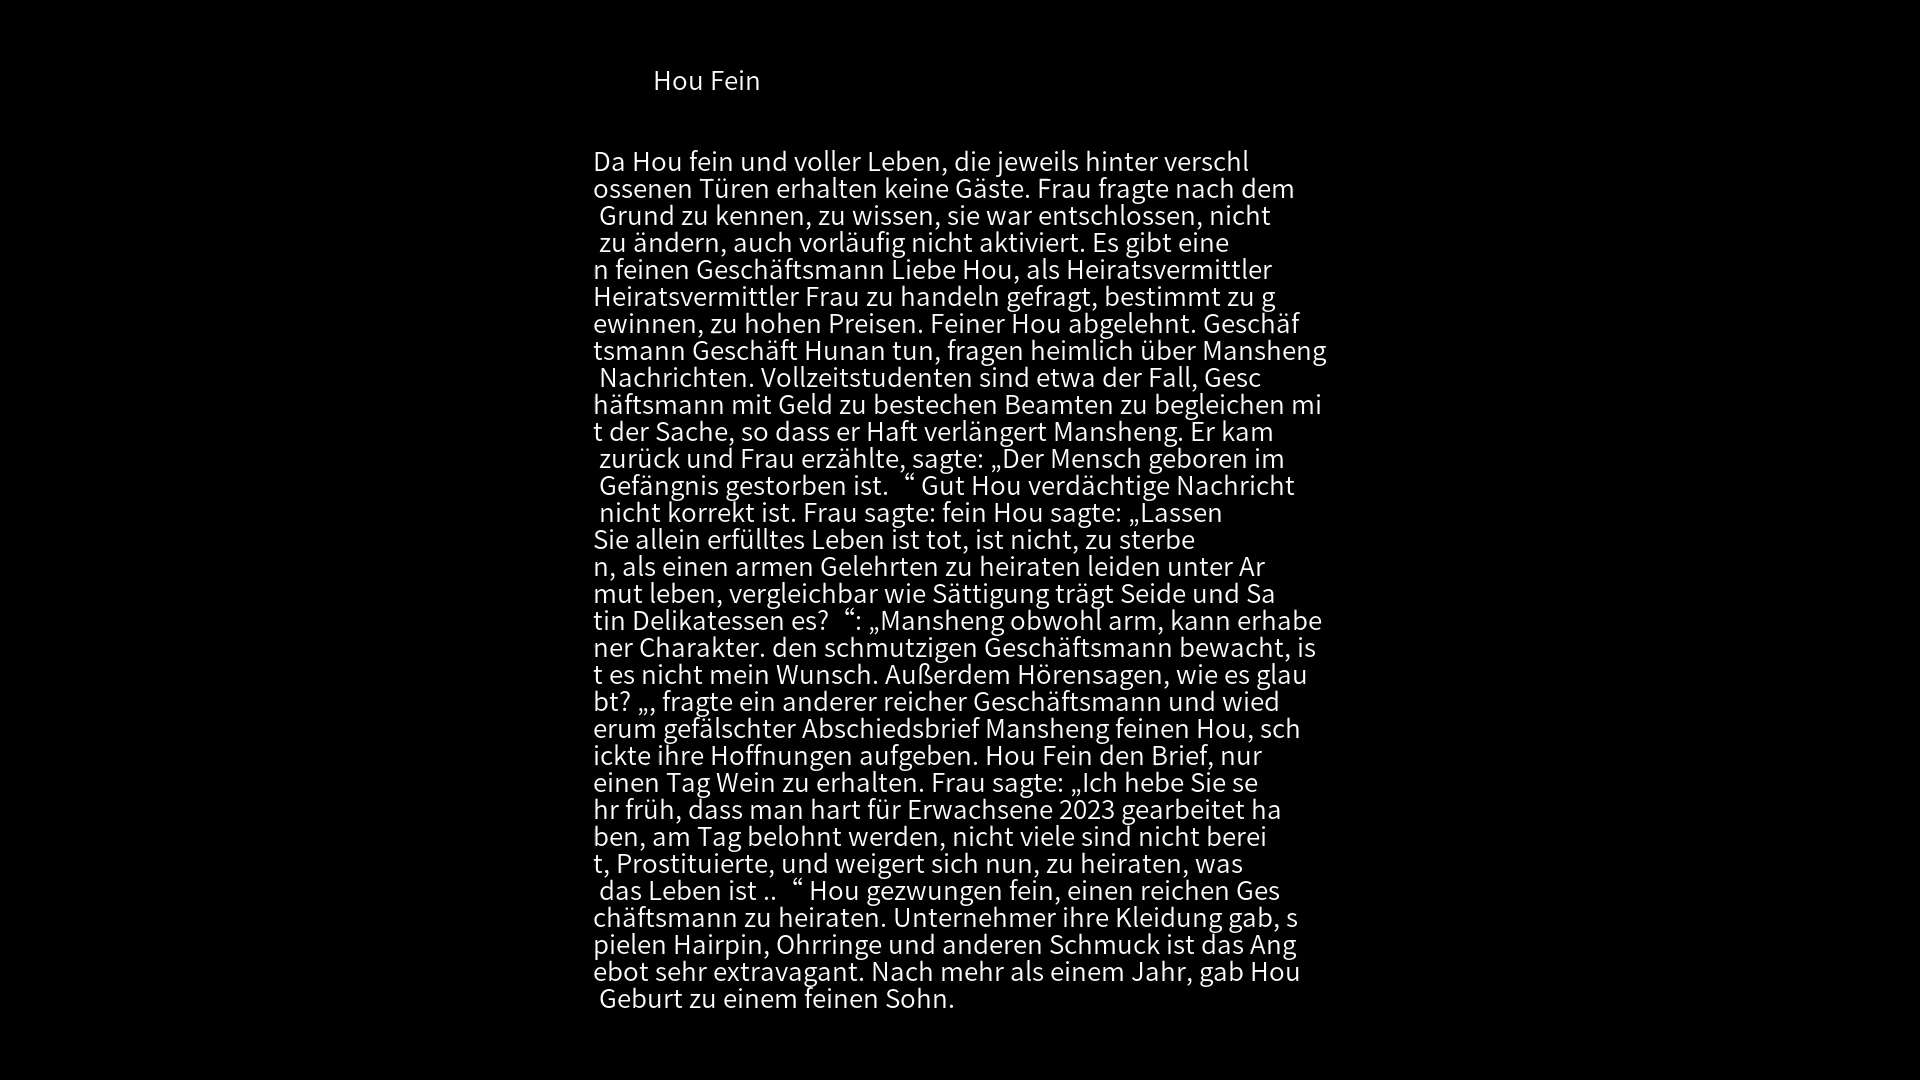 Hou Fein
Da Hou fein und voller Leben, die jeweils hinter verschl
ossenen Türen erhalten keine Gäste. Frau fragte nach dem
Grund zu kennen, zu wissen, sie war entschlossen, nicht
zu ändern, auch vorläufig nicht aktiviert. Es gibt eine
n feinen Geschäftsmann Liebe Hou, als Heiratsvermittler
Heiratsvermittler Frau zu handeln gefragt, bestimmt zu g
ewinnen, zu hohen Preisen. Feiner Hou abgelehnt. Geschäf
tsmann Geschäft Hunan tun, fragen heimlich über Mansheng
Nachrichten. Vollzeitstudenten sind etwa der Fall, Gesc
häftsmann mit Geld zu bestechen Beamten zu begleichen mi
t der Sache, so dass er Haft verlängert Mansheng. Er kam
zurück und Frau erzählte, sagte: „Der Mensch geboren im
Gefängnis gestorben ist. “ Gut Hou verdächtige Nachricht
nicht korrekt ist. Frau sagte: fein Hou sagte: „Lassen
Sie allein erfülltes Leben ist tot, ist nicht, zu sterbe
n, als einen armen Gelehrten zu heiraten leiden unter Ar
mut leben, vergleichbar wie Sättigung trägt Seide und Sa
tin Delikatessen es? “: „Mansheng obwohl arm, kann erhabe
ner Charakter. den schmutzigen Geschäftsmann bewacht, is
t es nicht mein Wunsch. Außerdem Hörensagen, wie es glau
bt? „, fragte ein anderer reicher Geschäftsmann und wied
erum gefälschter Abschiedsbrief Mansheng feinen Hou, sch
ickte ihre Hoffnungen aufgeben. Hou Fein den Brief, nur
einen Tag Wein zu erhalten. Frau sagte: „Ich hebe Sie se
hr früh, dass man hart für Erwachsene 2023 gearbeitet ha
ben, am Tag belohnt werden, nicht viele sind nicht berei
t, Prostituierte, und weigert sich nun, zu heiraten, was
das Leben ist .. “ Hou gezwungen fein, einen reichen Ges
chäftsmann zu heiraten. Unternehmer ihre Kleidung gab, s
pielen Hairpin, Ohrringe und anderen Schmuck ist das Ang
ebot sehr extravagant. Nach mehr als einem Jahr, gab Hou
Geburt zu einem feinen Sohn.